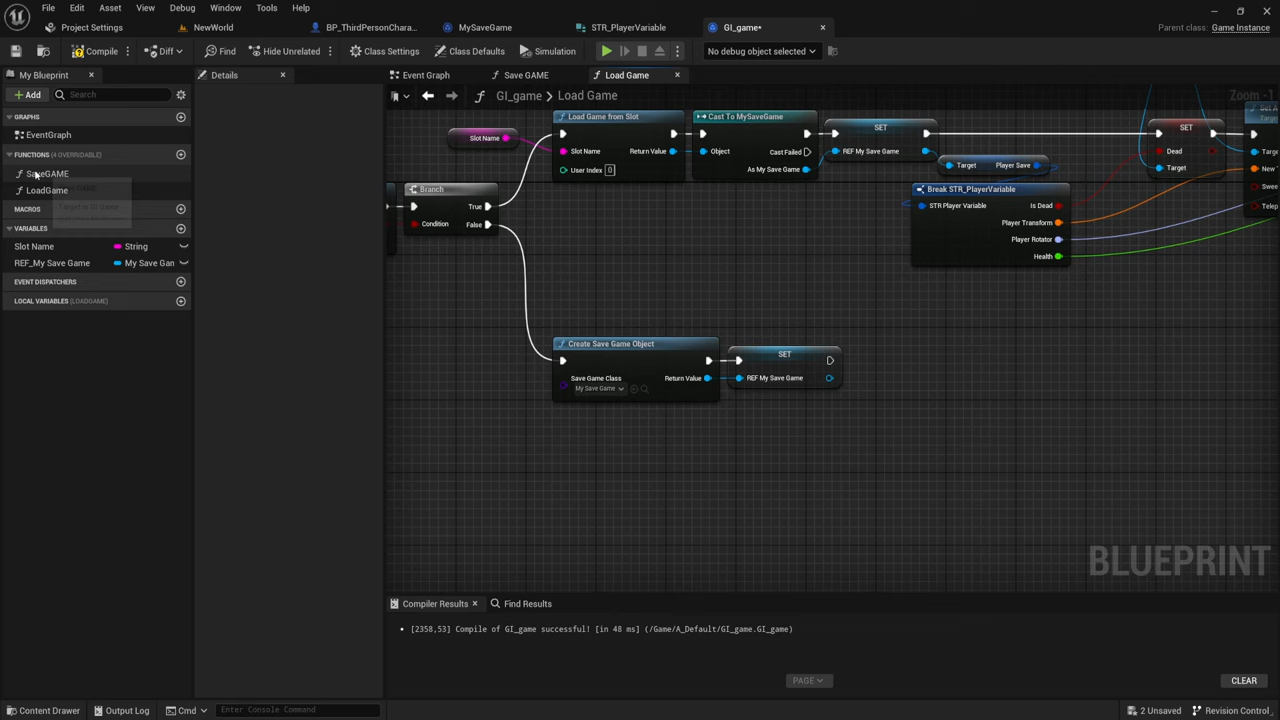 File Edit Asset View Debug Window Tools Help
Project Settings NewWorld BP_ThirdPersonChara... MySaveGame STR_PlayerVariable GI_game*
Parent class: Game Instance
Compile Diff Find Hide Unrelated Class Settings Class Defaults Simulation No debug object selected
My Blueprint Details Event Graph Save GAME Load Game
Add Search GI_game > Load Game Zoom -1
GRAPHS
EventGraph
FUNCTIONS (4 OVERRIDABLE)
SaveGAME
LoadGame
Target is GI Game
MACROS
VARIABLES
Slot Name String
REF_My Save Game My Save Gan
EVENT DISPATCHERS
LOCAL VARIABLES (LOADGAME)
Slot Name
Load Game from Slot
Slot Name Return Value
User Index 0
Cast To MySaveGame
Object Cast Failed
As My Save Game
SET
REF My Save Game
Target Player Save
SET
Dead
Target
Branch
True
Condition False
Break STR_PlayerVariable
STR Player Variable Is Dead
Player Transform
Player Rotator
Health
Create Save Game Object
Save Game Class Return Value
My Save Game
SET
REF My Save Game
BLUEPRINT
Compiler Results Find Results
[2358,53] Compile of GI_game successful! [in 48 ms] (/Game/A_Default/GI_game.GI_game)
PAGE CLEAR
Content Drawer Output Log Cmd Enter Console Command 2 Unsaved Revision Control